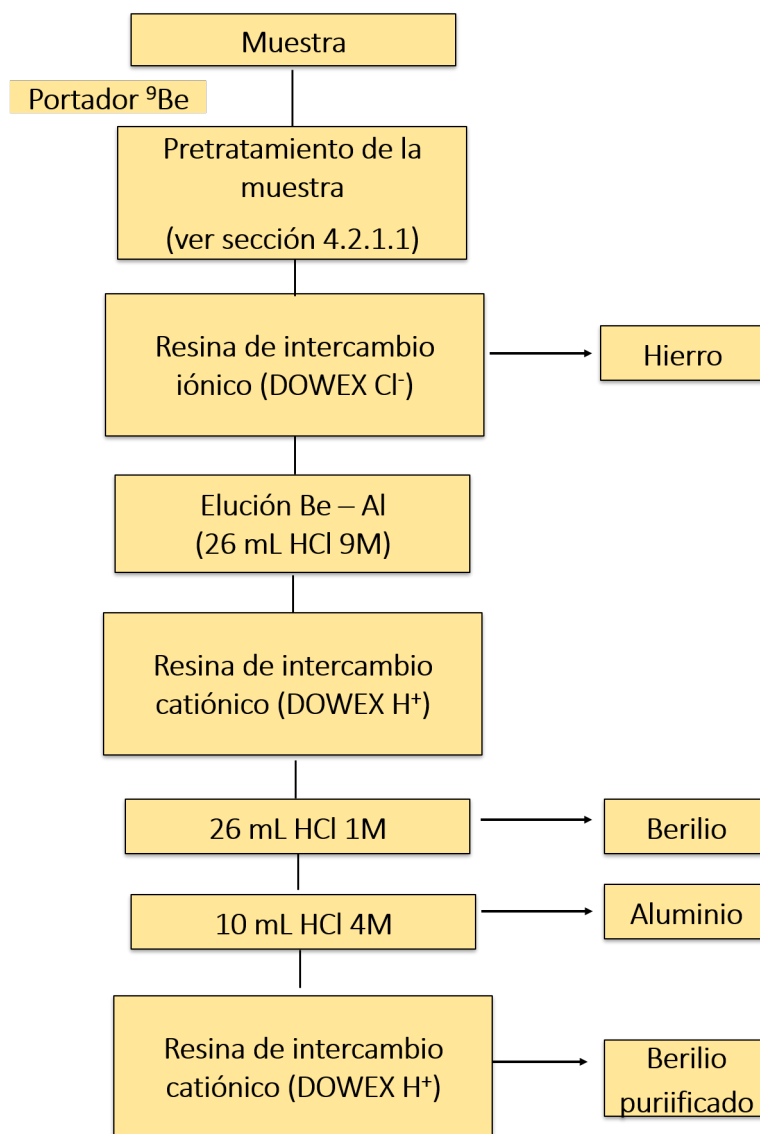 Muestra
Portador ⁹Be
Pretratamiento de la
muestra
(ver sección 4.2.1.1)
Resina de intercambio
iónico (DOWEX Cl⁻)
Hierro
Elución Be – Al
(26 mL HCl 9M)
Resina de intercambio
catiónico (DOWEX H⁺)
26 mL HCl 1M
Berilio
10 mL HCl 4M
Aluminio
Resina de intercambio
catiónico (DOWEX H⁺)
Berilio
puriificado